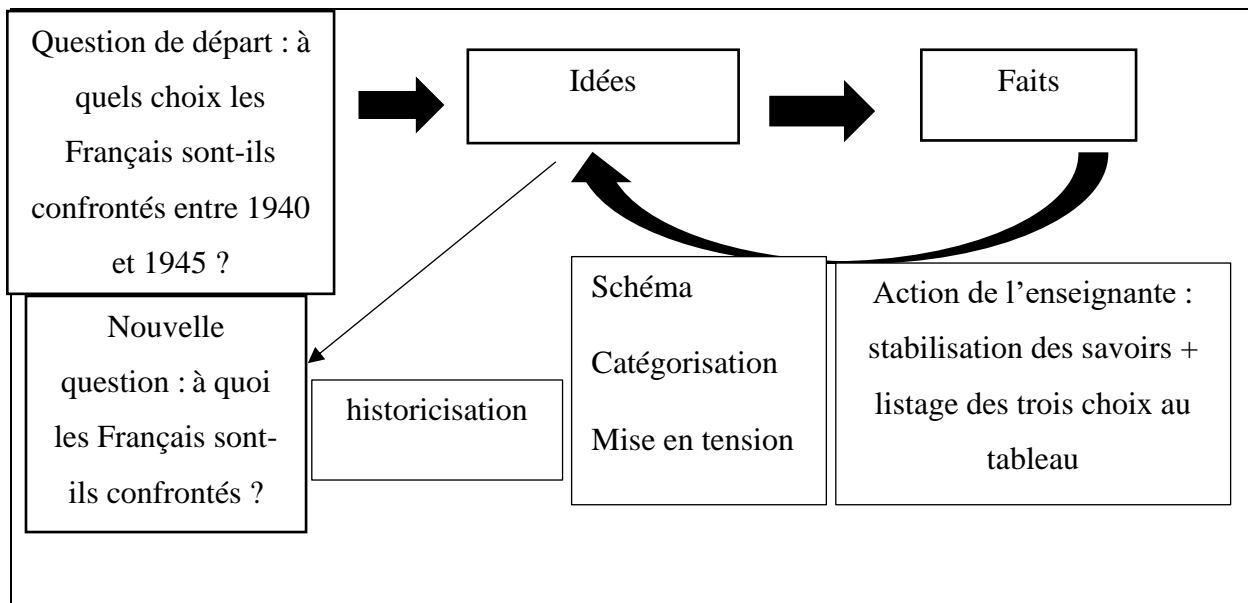 Question de départ : à
quels choix les
Français sont-ils
confrontés entre 1940
et 1945 ?
Idées
Faits
Nouvelle
question : à quoi
les Français sont-
ils confrontés ?
historicisation
Schéma
Catégorisation
Mise en tension
Action de l’enseignante :
stabilisation des savoirs +
listage des trois choix au
tableau